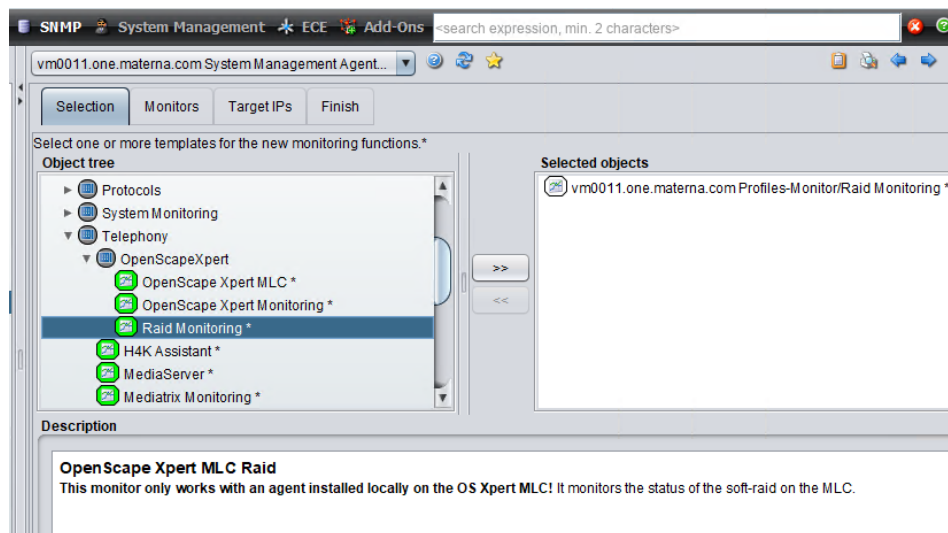 SNMP System Management ECE Add-Ons <search expression, min. 2 characters>
vm0011.one.materna.com System Management Agent...
Selection Monitors Target IPs Finish
Select one or more templates for the new monitoring functions.*
Object tree Selected objects
Protocols vm0011.one.materna.com Profiles-Monitor/Raid Monitoring *
System Monitoring
Telephony
OpenScapeXpert
>>
OpenScape Xpert MLC *
OpenScape Xpert Monitoring *
<<
Raid Monitoring *
H4K Assistant *
MediaServer *
Mediatrix Monitoring *
Description
OpenScape Xpert MLC Raid
This monitor only works with an agent installed locally on the OS Xpert MLC! It monitors the status of the soft-raid on the MLC.